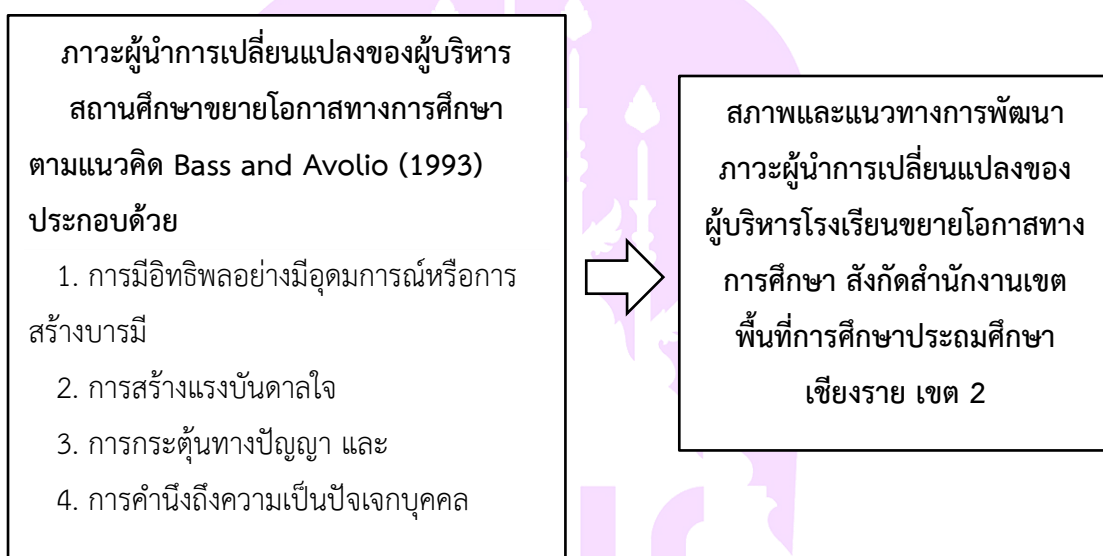 ภาวะผู้นำการเปลี่ยนแปลงของผู้บริหาร
สถานศึกษาขยายโอกาสทางการศึกษา
ตามแนวคิด Bass and Avolio (1993)
ประกอบด้วย
1. การมีอิทธิพลอย่างมีอุดมการณ์หรือการ
สร้างบารมี
2. การสร้างแรงบันดาลใจ
3. การกระตุ้นทางปัญญา และ
4. การคำนึงถึงความเป็นปัจเจกบุคคล
สภาพและแนวทางการพัฒนา
ภาวะผู้นำการเปลี่ยนแปลงของ
ผู้บริหารโรงเรียนขยายโอกาสทาง
การศึกษา สังกัดสำนักงานเขต
พื้นที่การศึกษาประถมศึกษา
เชียงราย เขต 2